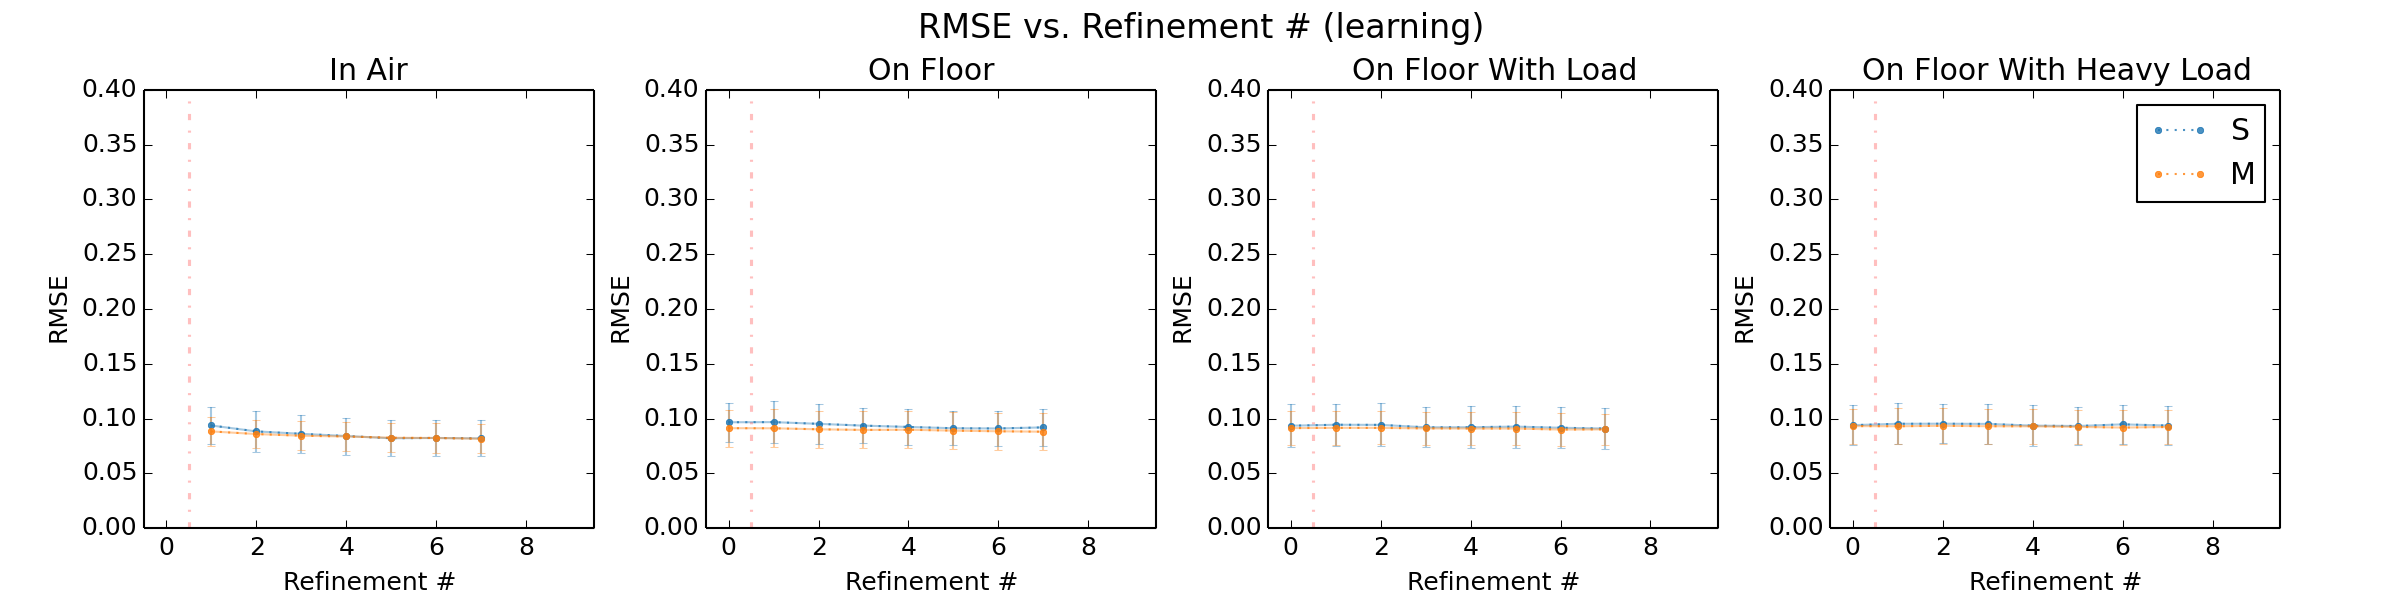 RMSE vs. Refinement # (learning)
In Air
0.40
0.35
0.30
0.25
0.20
0.15
0.10
0.05
0.00
RMSE
0 2 4 6 8
Refinement #
On Floor
0.40
0.35
0.30
0.25
0.20
0.15
0.10
0.05
0.00
RMSE
0 2 4 6 8
Refinement #
On Floor With Load
0.40
0.35
0.30
0.25
0.20
0.15
0.10
0.05
0.00
RMSE
0 2 4 6 8
Refinement #
On Floor With Heavy Load
0.40
0.35
0.30
0.25
0.20
0.15
0.10
0.05
0.00
RMSE
0 2 4 6 8
Refinement #
S
M